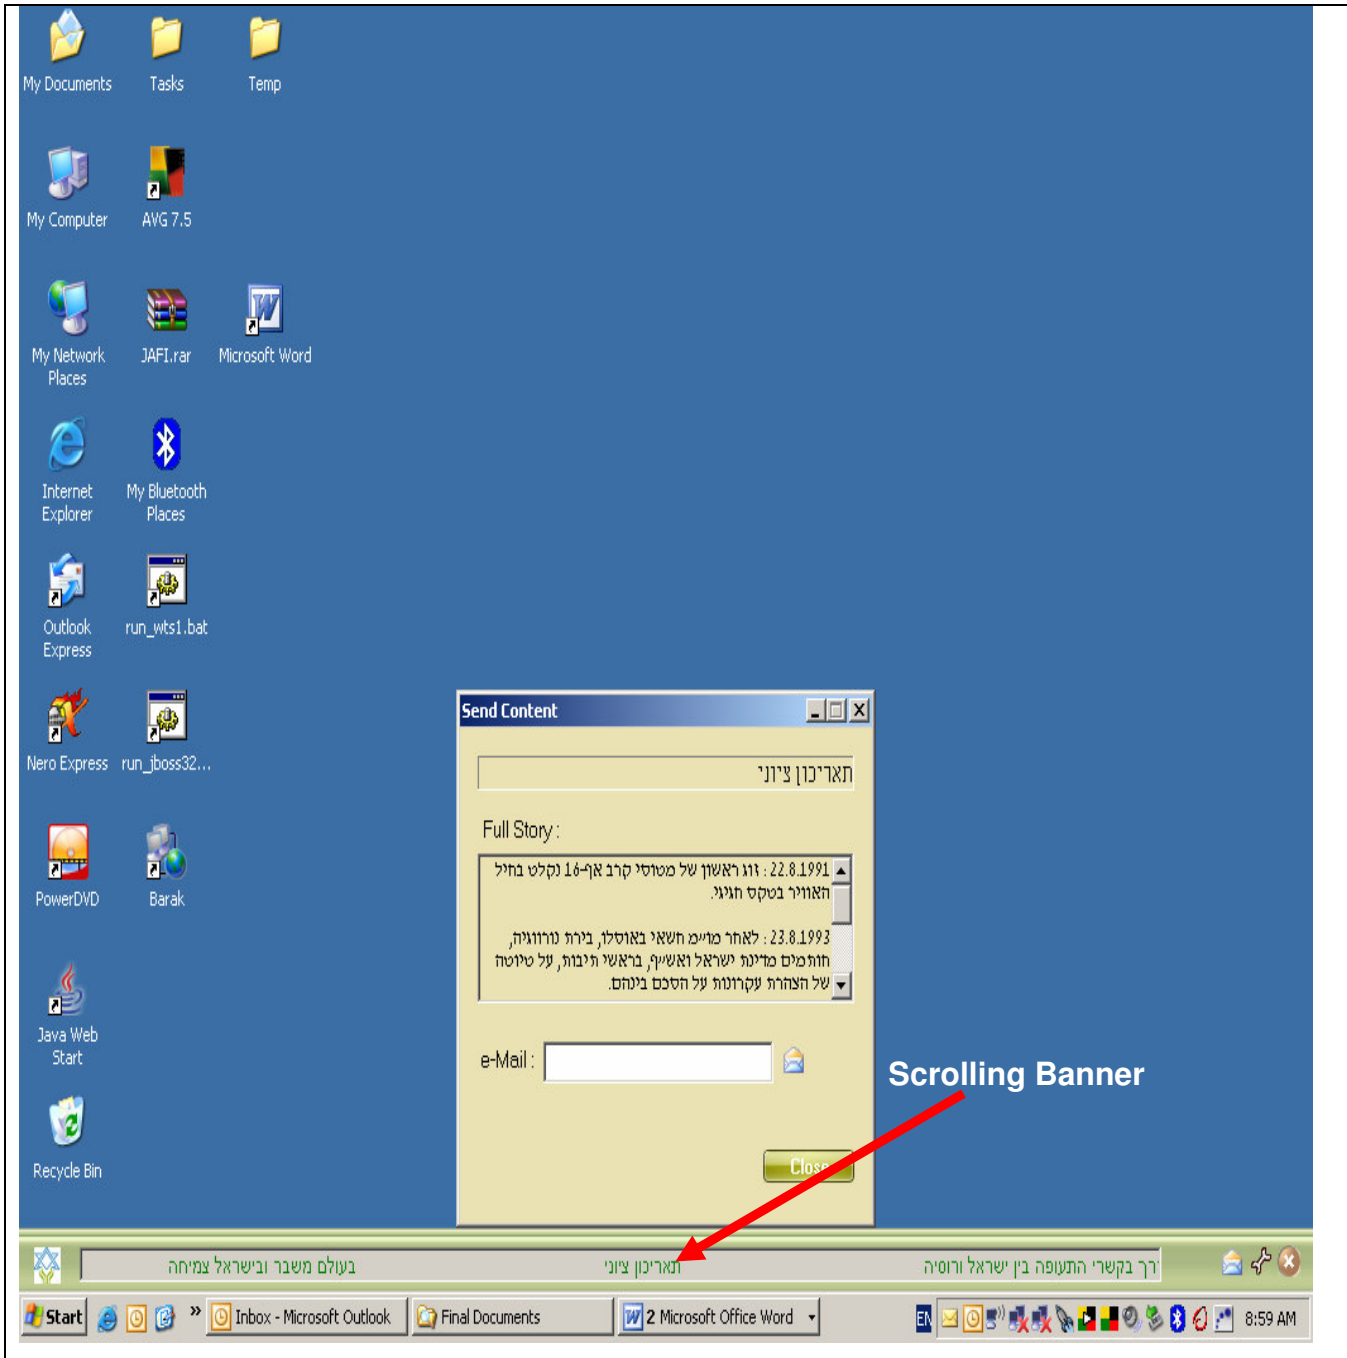 My Documents
Tasks
Temp
My Computer
AVG 7.5
My Network
Places
JAFI.rar
Microsoft Word
Internet
Explorer
My Bluetooth
Places
Outlook
Express
run_wts1.bat
Nero Express
run_jboss32...
PowerDVD
Barak
Java Web
Start
Recycle Bin
Send Content
תאריכון ציוני
Full Story :
22.8.1991 : זוג ראשון של מטוסי קרב אף-16 נקלט בחיל
האוויר בטקס חגיגי.
23.8.1993 : לאחר מו״מ חשאי באוסלו, בירת נורווגיה,
חותמים מדינת ישראל ואש״ף, בראשי תיבות, על טיוטה
של הצהרת עקרונות על הסכם בינהם.
e-Mail :
Close
Scrolling Banner
רך בקשרי התעופה בין ישראל ורוסיה
תאריכון ציוני
בעולם משבר ובישראל צמיחה
Start
Inbox - Microsoft Outlook
Final Documents
2 Microsoft Office Word
EN
8:59 AM